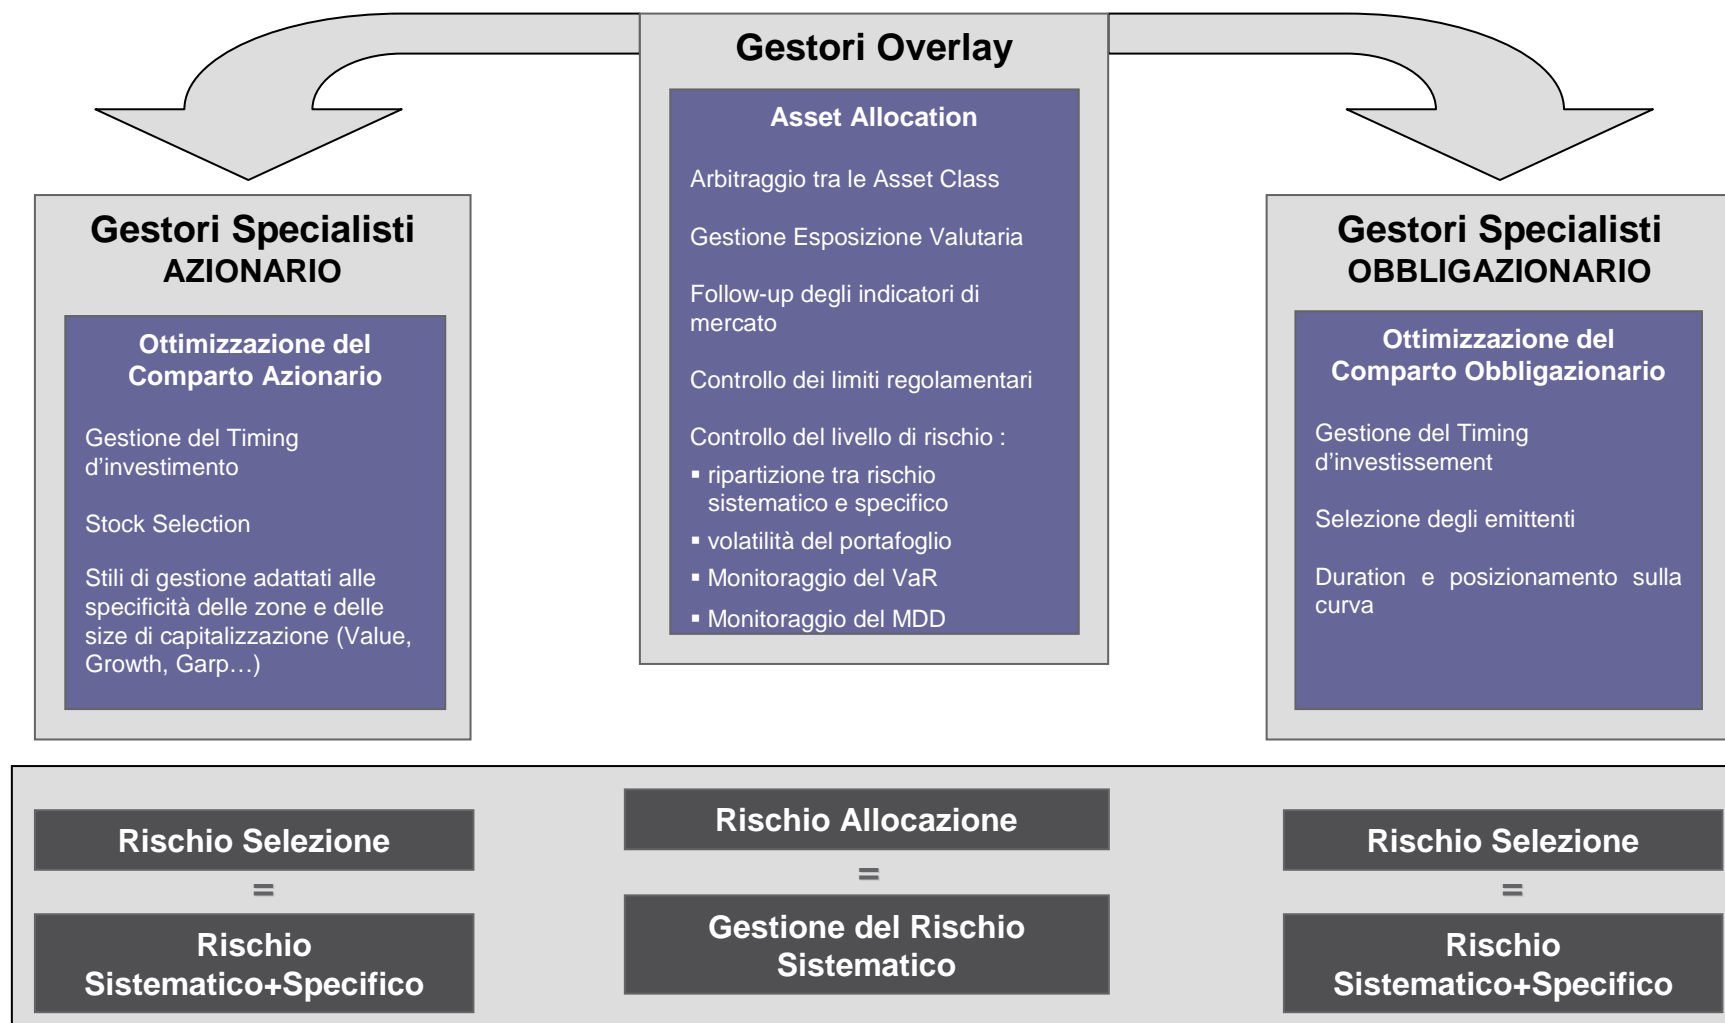 Gestori Overlay
Asset Allocation
Arbitraggio tra le Asset Class
Gestione Esposizione Valutaria
Follow-up degli indicatori di
mercato
Controllo dei limiti regolamentari
Controllo del livello di rischio :
▪ ripartizione tra rischio
sistematico e specifico
▪ volatilità del portafoglio
▪ Monitoraggio del VaR
▪ Monitoraggio del MDD
Gestori Specialisti
AZIONARIO
Ottimizzazione del
Comparto Azionario
Gestione del Timing
d’investimento
Stock Selection
Stili di gestione adattati alle
specificità delle zone e delle
size di capitalizzazione (Value,
Growth, Garp…)
Gestori Specialisti
OBBLIGAZIONARIO
Ottimizzazione del
Comparto Obbligazionario
Gestione del Timing
d’investissement
Selezione degli emittenti
Duration e posizionamento sulla
curva
Rischio Selezione
=
Rischio
Sistematico+Specifico
Rischio Allocazione
=
Gestione del Rischio
Sistematico
Rischio Selezione
=
Rischio
Sistematico+Specifico